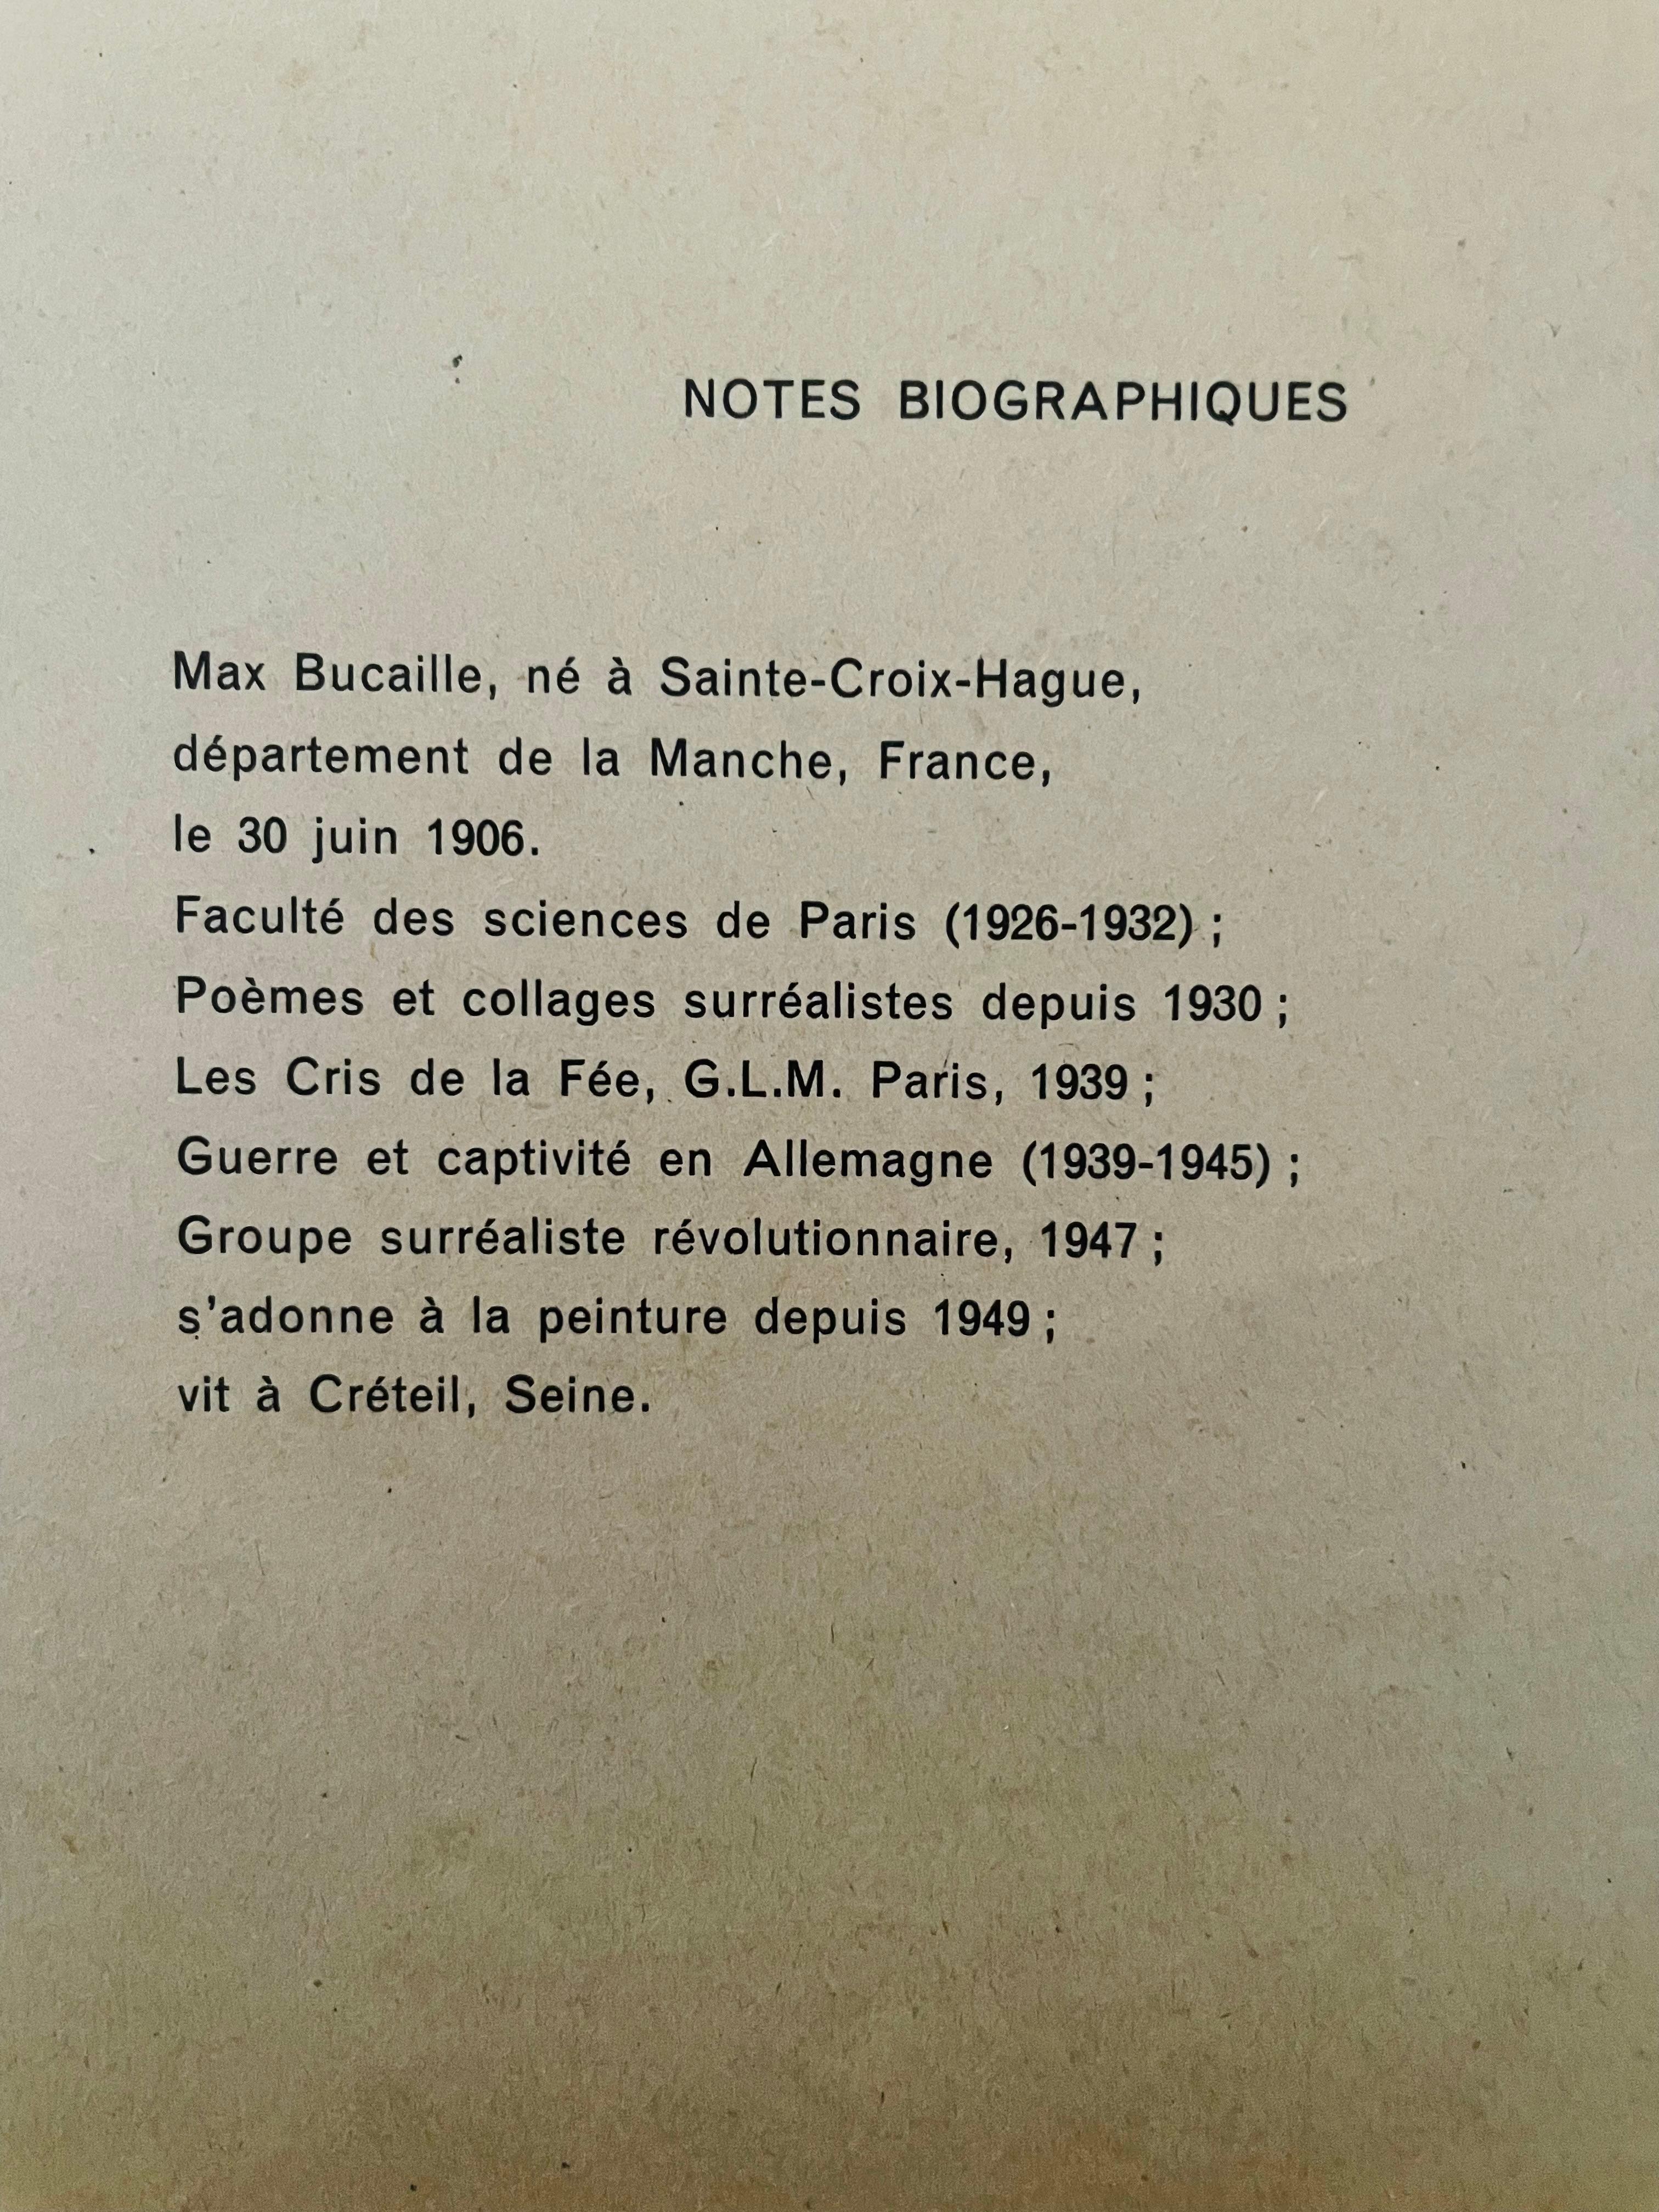 NOTES BIOGRAPHIQUES
Max Bucaille, né à Sainte-Croix-Hague,
département de la Manche, France,
le 30 juin 1906.
Faculté des sciences de Paris (1926-1932) ;
Poèmes et collages surréalistes depuis 1930 ;
Les Cris de la Fée, G.L.M. Paris, 1939 ;
Guerre et captivité en Allemagne (1939-1945) ;
Groupe surréaliste révolutionnaire, 1947 ;
s'adonne à la peinture depuis 1949 ;
vit à Créteil, Seine.